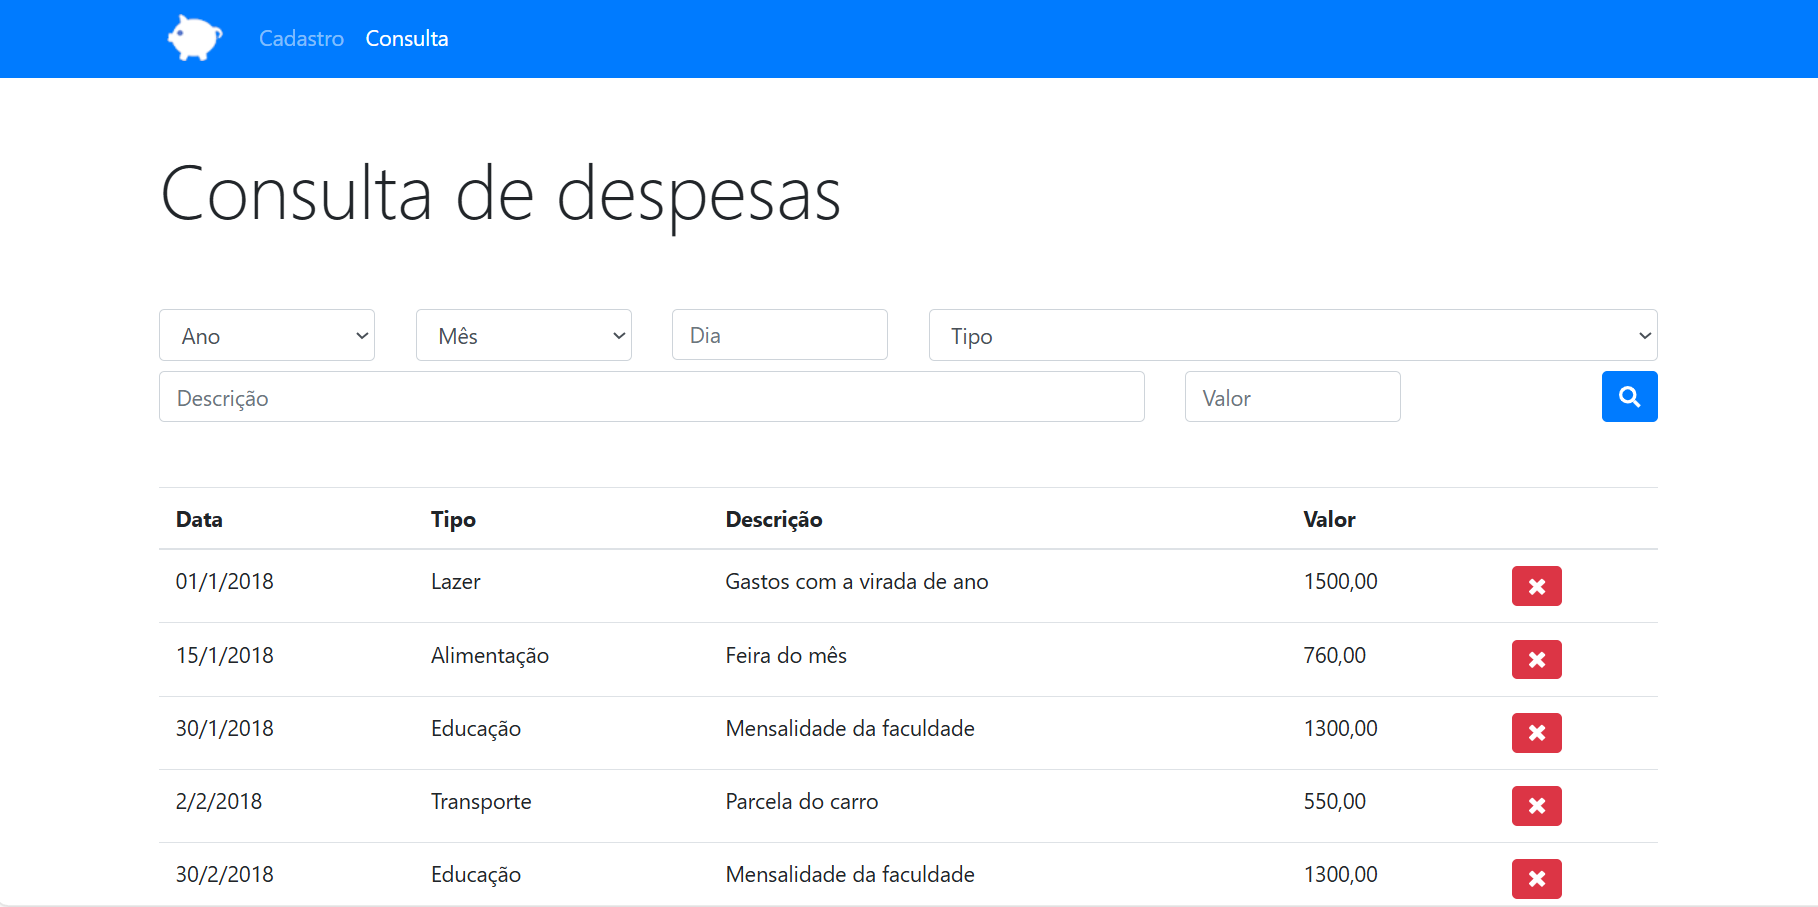 Cadastro Consulta
Consulta de despesas
Ano Mês Dia Tipo
Descrição Valor
Data Tipo Descrição Valor
01/1/2018 Lazer Gastos com a virada de ano 1500,00
15/1/2018 Alimentação Feira do mês 760,00
30/1/2018 Educação Mensalidade da faculdade 1300,00
2/2/2018 Transporte Parcela do carro 550,00
30/2/2018 Educação Mensalidade da faculdade 1300,00